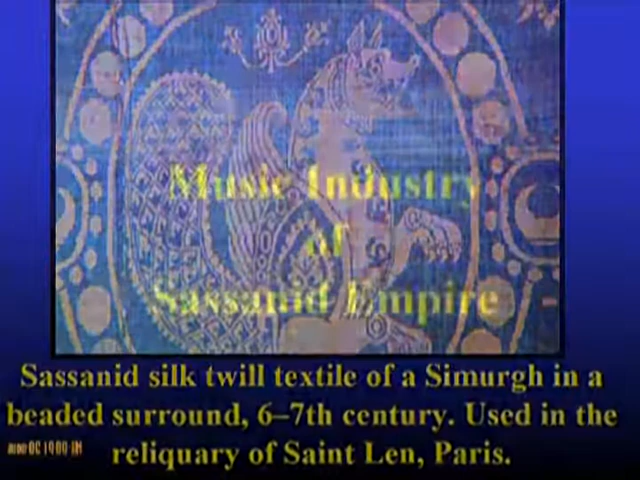 Music Industry
of
Sassanid Empire
Sassanid silk twill textile of a Simurgh in a
beaded surround, 6–7th century. Used in the
reliquary of Saint Len, Paris.